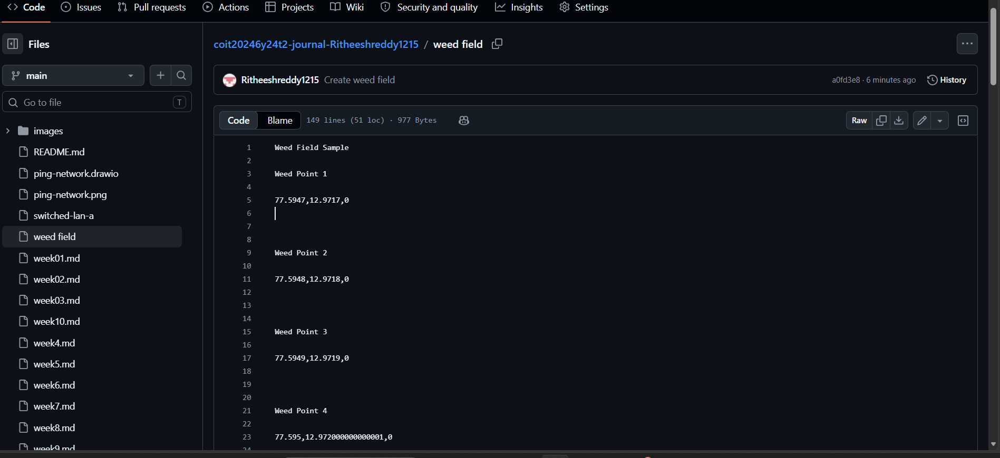 Code Issues Pull requests Actions Projects Wiki Security and quality Insights Settings
Files
main
Go to file T
images
README.md
ping-network.drawio
ping-network.png
switched-lan-a
weed field
week01.md
week02.md
week03.md
week10.md
week4.md
week5.md
week6.md
week7.md
week8.md
week9.md
coit20246y24t2-journal-Ritheeshreddy1215 / weed field
Ritheeshreddy1215 Create weed field a0fd3e8 · 6 minutes ago History
Code Blame 149 lines (51 loc) · 977 Bytes Raw
1 Weed Field Sample
2
3 Weed Point 1
4
5 77.5947,12.9717,0
6
7
8
9 Weed Point 2
10
11 77.5948,12.9718,0
12
13
14
15 Weed Point 3
16
17 77.5949,12.9719,0
18
19
20
21 Weed Point 4
22
23 77.595,12.972000000000001,0
24